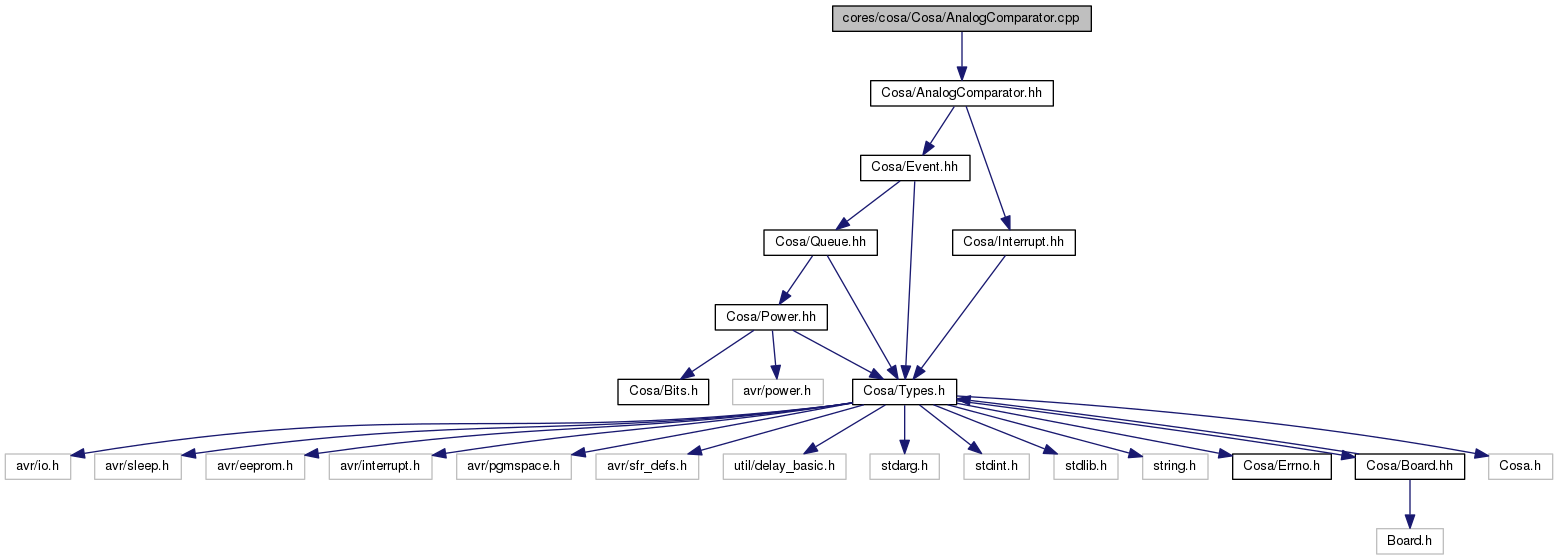 cores/cosa/Cosa/AnalogComparator.cpp
Cosa/AnalogComparator.hh
Cosa/Event.hh
Cosa/Queue.hh
Cosa/Interrupt.hh
Cosa/Power.hh
Cosa/Bits.h
avr/power.h
Cosa/Types.h
avr/io.h
avr/sleep.h
avr/eeprom.h
avr/interrupt.h
avr/pgmspace.h
avr/sfr_defs.h
util/delay_basic.h
stdarg.h
stdint.h
stdlib.h
string.h
Cosa/Errno.h
Cosa/Board.hh
Cosa.h
Board.h